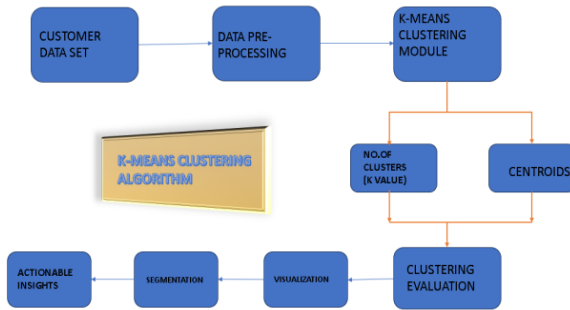 CUSTOMER
DATA SET
DATA PRE-
PROCESSING
K-MEANS
CLUSTERING
MODULE
K-MEANS CLUSTERING
ALGORITHM
NO.OF
CLUSTERS
(K VALUE)
CENTROIDS
CLUSTERING
EVALUATION
VISUALIZATION
SEGMENTATION
ACTIONABLE
INSIGHTS